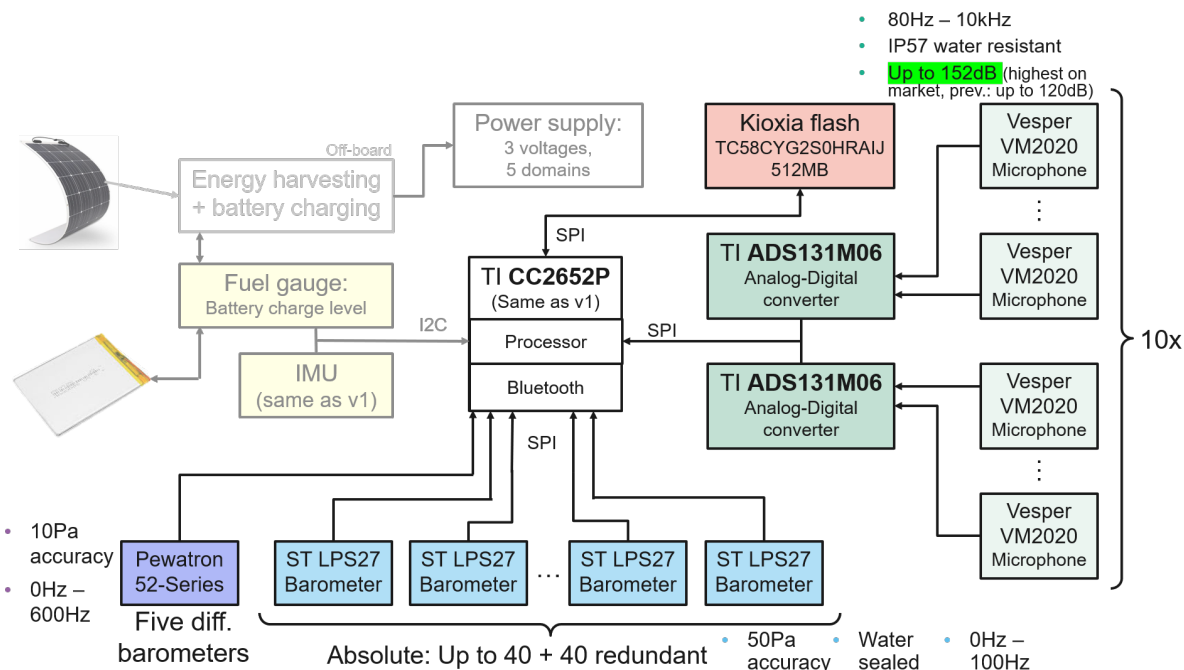 80Hz – 10kHz
IP57 water resistant
Up to 152dB (highest on
market, prev.: up to 120dB)
Off-board
Energy harvesting
+ battery charging
Power supply:
3 voltages,
5 domains
Kioxia flash
TC58CYG2S0HRAIJ
512MB
Vesper
VM2020
Microphone
⋮
Vesper
VM2020
Microphone
SPI
TI ADS131M06
Analog-Digital
converter
Fuel gauge:
Battery charge level
I2C
TI CC2652P
(Same as v1)
Processor
Bluetooth
SPI
10x
IMU
(same as v1)
TI ADS131M06
Analog-Digital
converter
Vesper
VM2020
Microphone
⋮
Vesper
VM2020
Microphone
SPI
10Pa
accuracy
0Hz –
600Hz
Pewatron
52-Series
Five diff.
barometers
ST LPS27
Barometer
ST LPS27
Barometer
...
ST LPS27
Barometer
ST LPS27
Barometer
Absolute: Up to 40 + 40 redundant
50Pa
accuracy
Water
sealed
0Hz –
100Hz